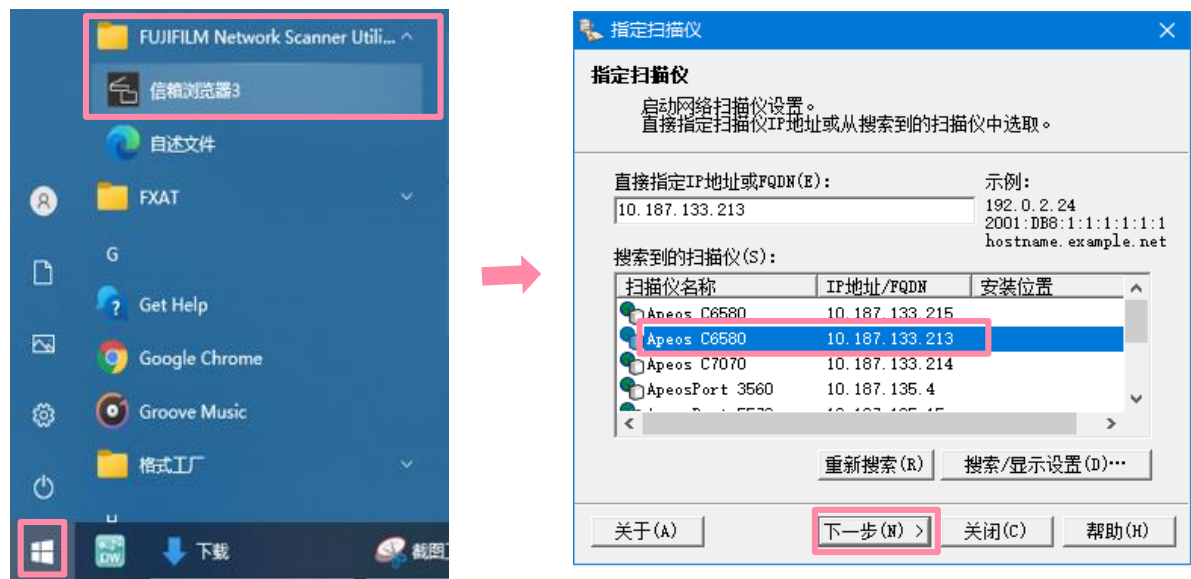 FUJIFILM Network Scanner Utili...
信箱浏览器3
自述文件
FXAT
G
Get Help
Google Chrome
Groove Music
格式工厂
DW
下载
截图
指定扫描仪
指定扫描仪
启动网络扫描仪设置。
直接指定扫描仪IP地址或从搜索到的扫描仪中选取。
直接指定IP地址或FQDN(E):
10.187.133.213
示例:
192.0.2.24
2001:DB8:1:1:1:1:1:1
hostname.example.net
搜索到的扫描仪(S):
扫描仪名称 IP地址/FQDN 安装位置
Apeos C6580 10.187.133.215
Apeos C6580 10.187.133.213
Apeos C7070 10.187.133.214
ApeosPort 3560 10.187.135.4
重新搜索(R) 搜索/显示设置(D)…
关于(A) 下一步(N) > 关闭(C) 帮助(H)